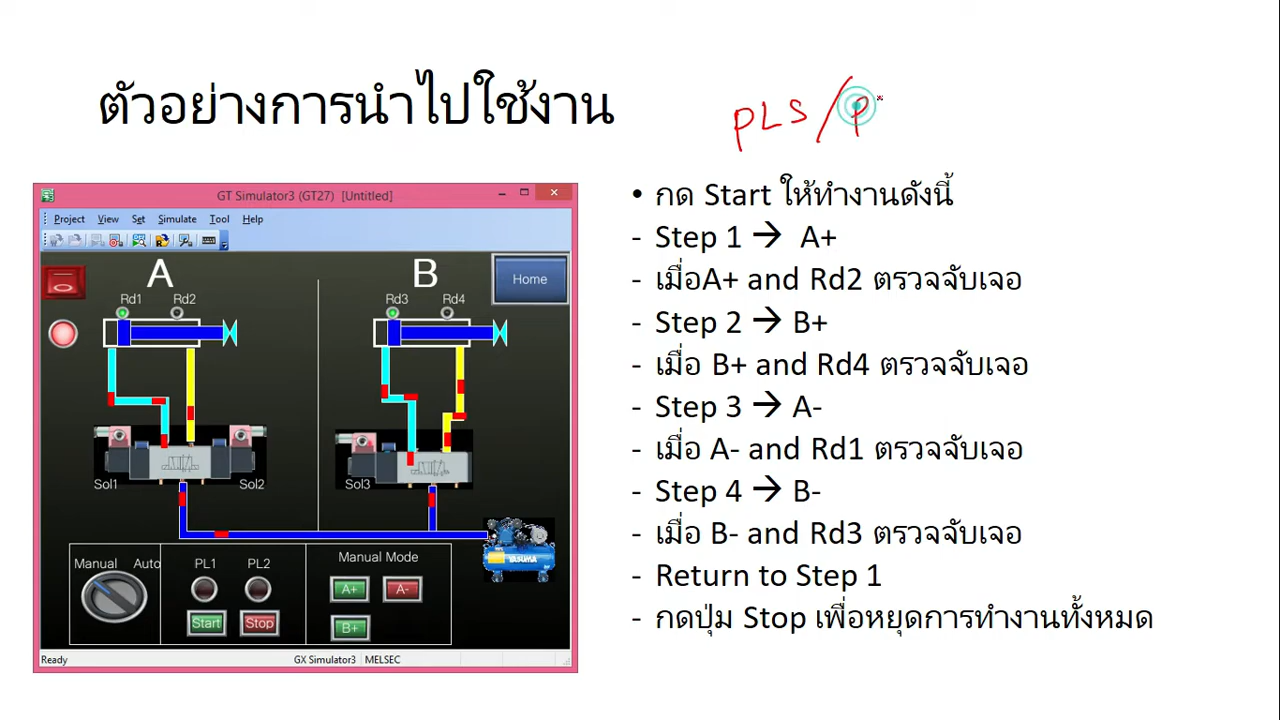 ตัวอย่างการนำไปใช้งาน
PLS/P
GT Simulator3 (GT27) [Untitled]
Project View Set Simulate Tool Help
A
B
Home
Rd1 Rd2
Rd3 Rd4
Sol1
Sol2
Sol3
YASUMA
Manual Auto
PL1 PL2
Start Stop
Manual Mode
A+ A-
B+
Ready GX Simulator3 MELSEC
• กด Start ให้ทำงานดังนี้
- Step 1 → A+
- เมื่อA+ and Rd2 ตรวจจับเจอ
- Step 2 → B+
- เมื่อ B+ and Rd4 ตรวจจับเจอ
- Step 3 → A-
- เมื่อ A- and Rd1 ตรวจจับเจอ
- Step 4 → B-
- เมื่อ B- and Rd3 ตรวจจับเจอ
- Return to Step 1
- กดปุ่ม Stop เพื่อหยุดการทำงานทั้งหมด